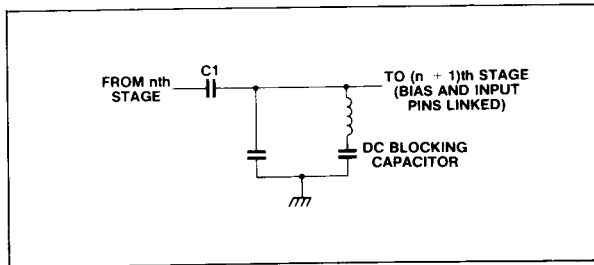 FROM nth
STAGE
C1
TO (n + 1)th STAGE
(BIAS AND INPUT
PINS LINKED)
DC BLOCKING
CAPACITOR